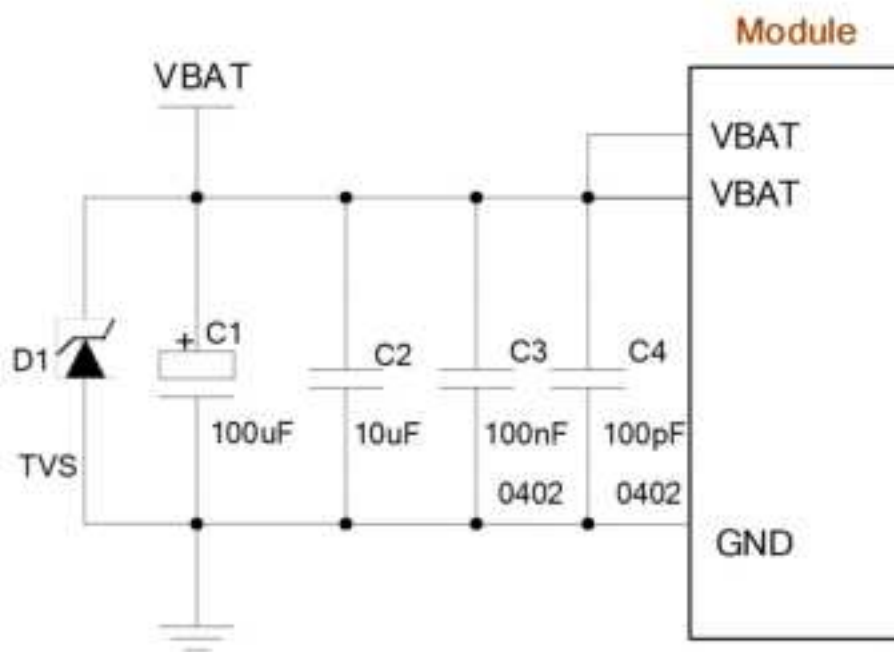 Module
VBAT
VBAT
VBAT
+ C1
D1
C2
C3
C4
100uF
10uF
100nF
100pF
TVS
0402
0402
GND